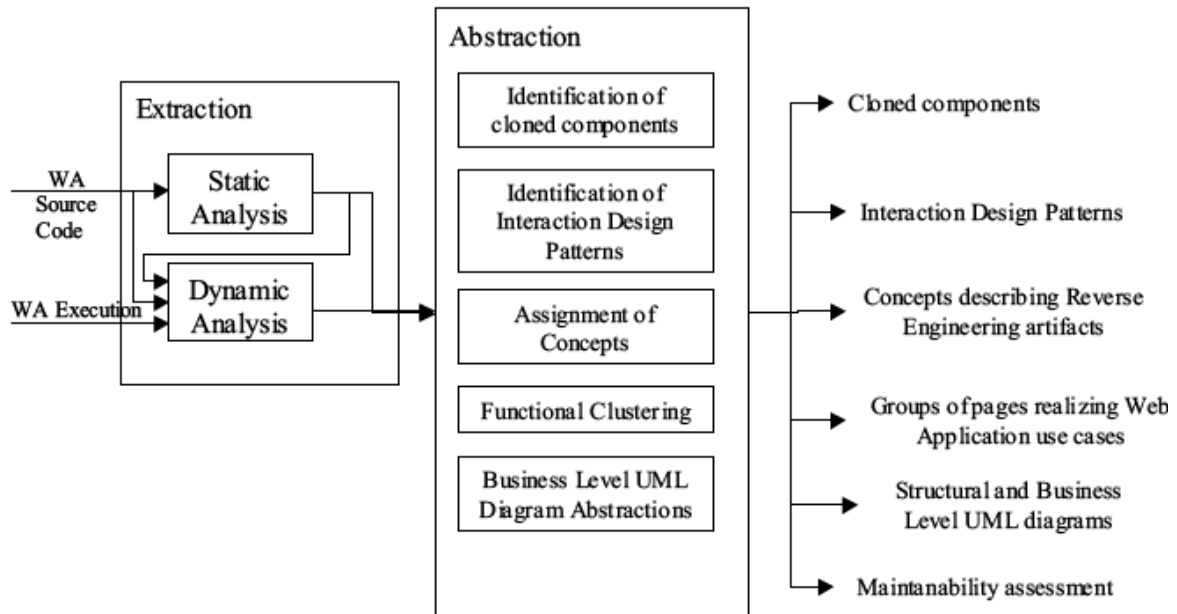 Extraction
WA
Source
Code
WA Execution
Static
Analysis
Dynamic
Analysis
Abstraction
Identification of
cloned components
Identification of
Interaction Design
Patterns
Assignment of
Concepts
Functional Clustering
Business Level UML
Diagram Abstractions
Cloned components
Interaction Design Patterns
Concepts describing Reverse
Engineering artifacts
Groups of pages realizing Web
Application use cases
Structural and Business
Level UML diagrams
Maintanability assessment